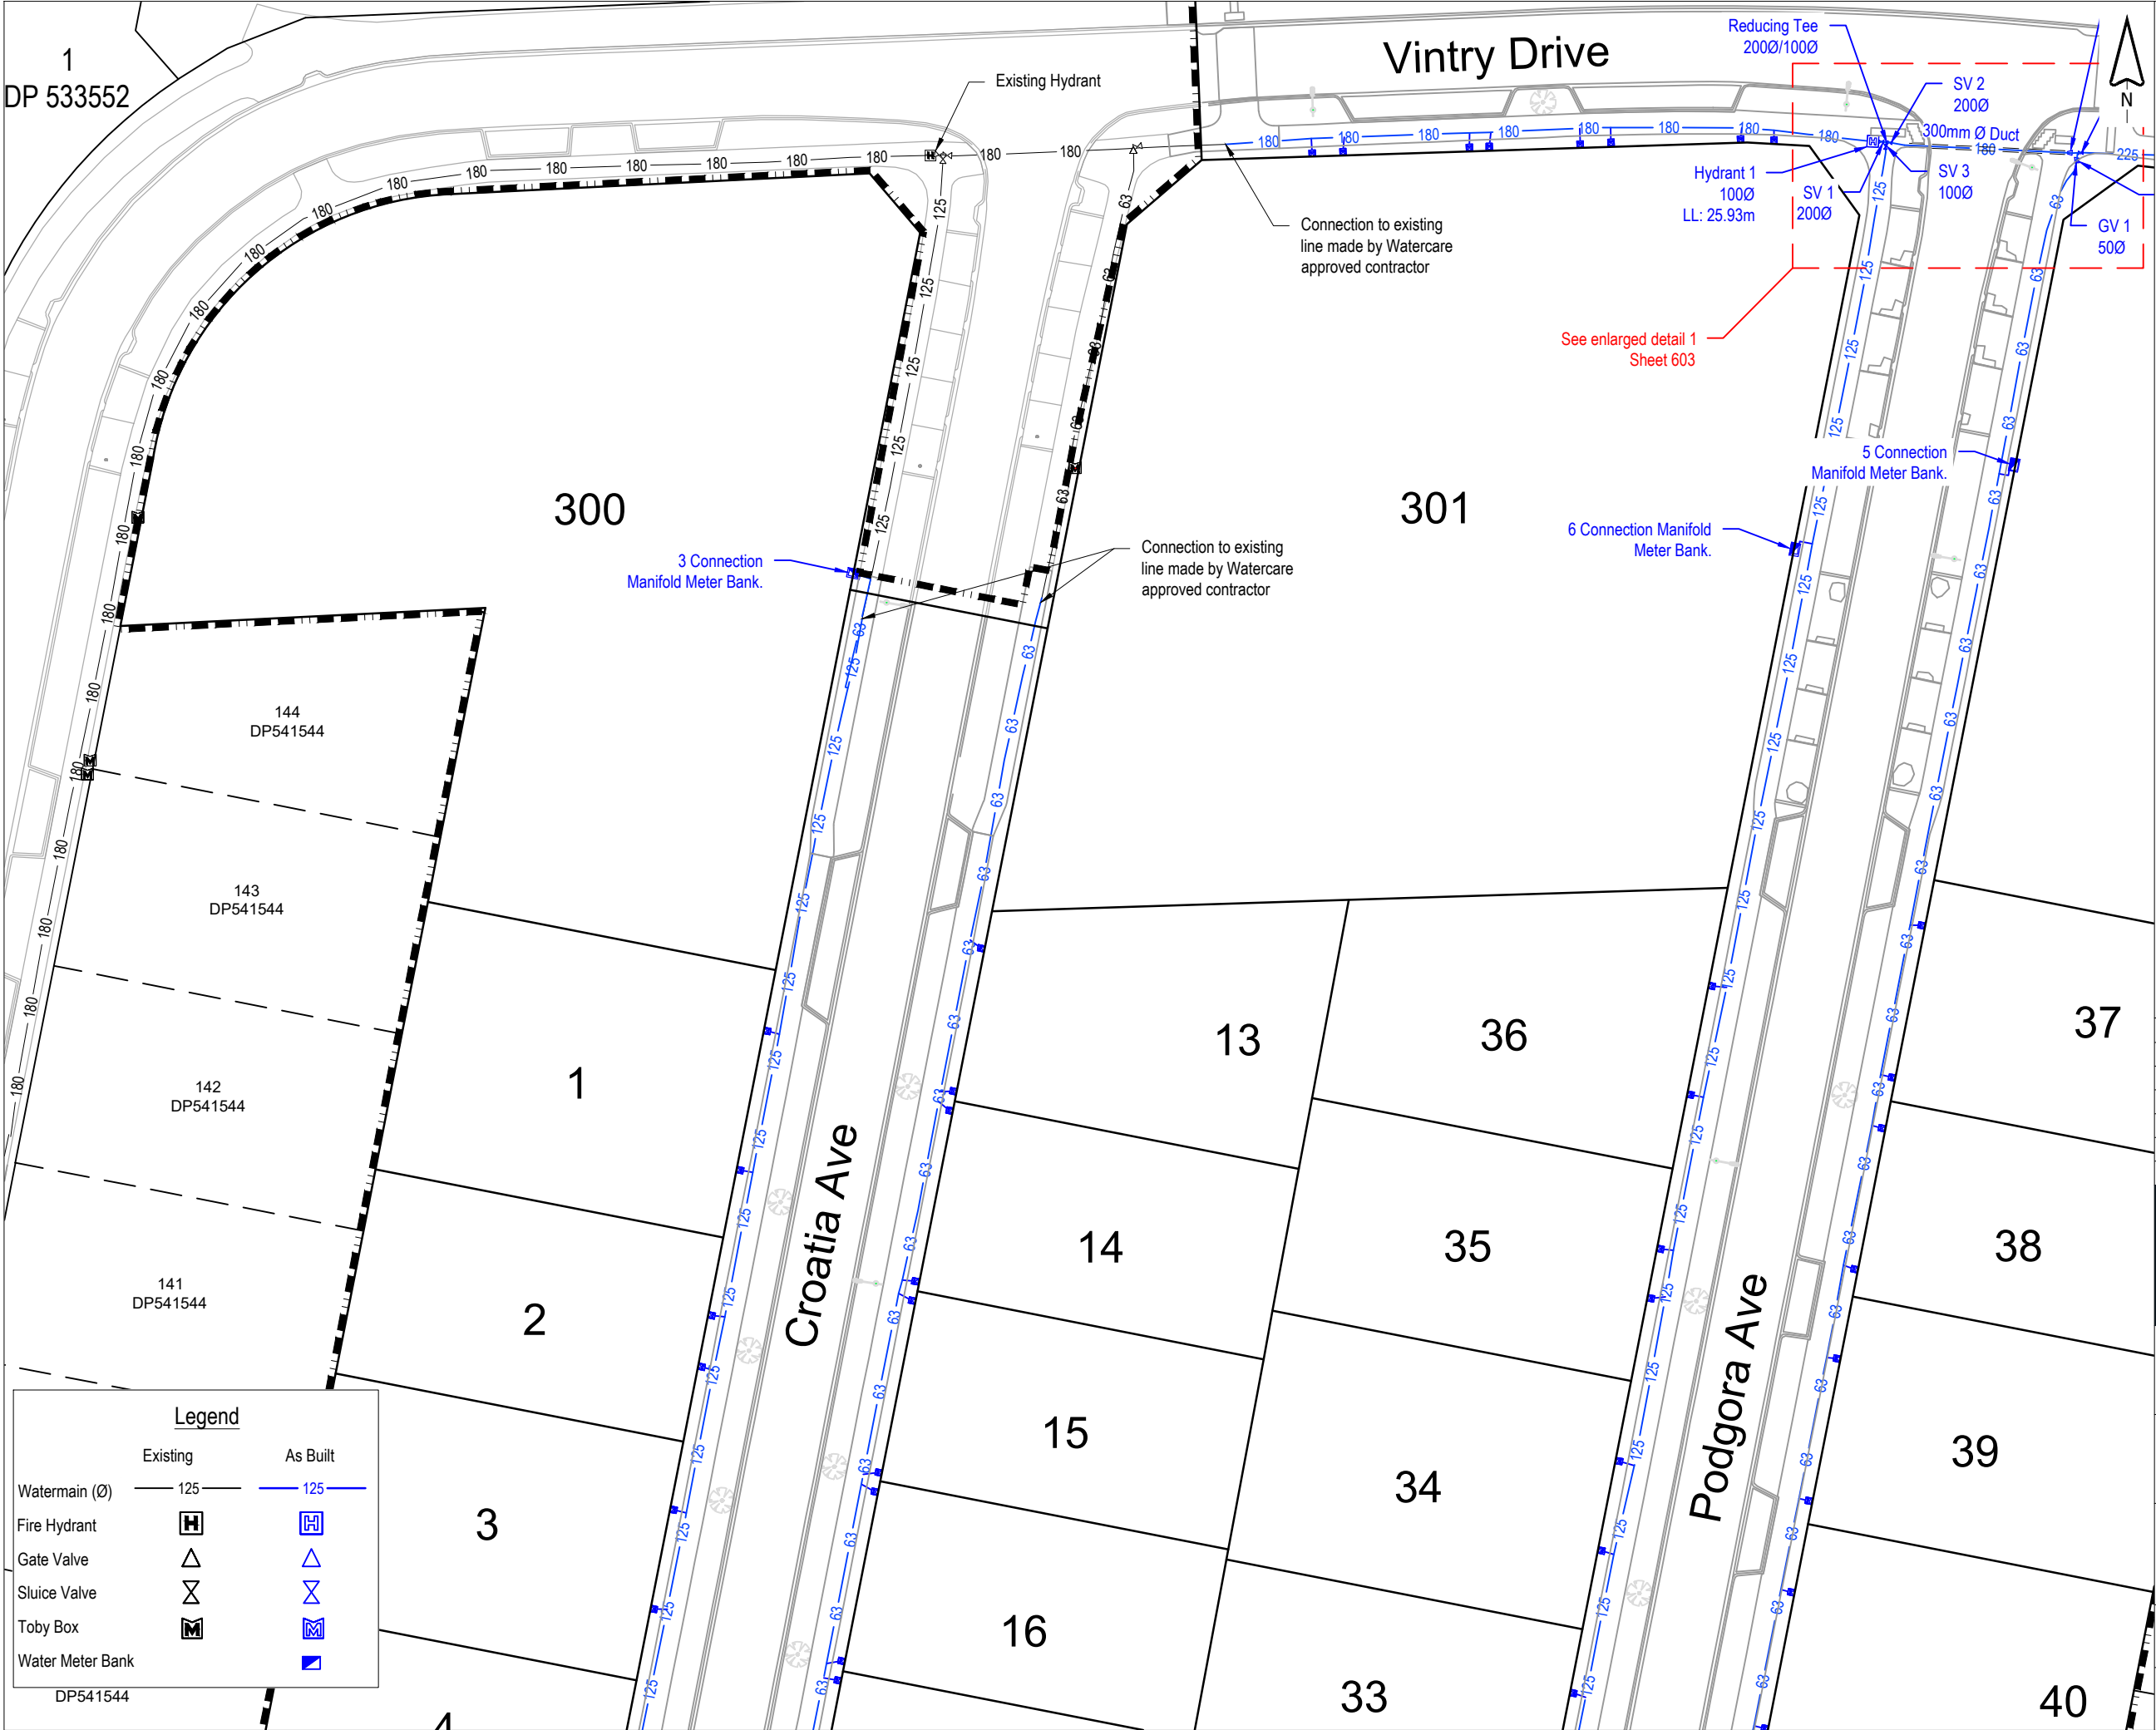 1
DP 533552
Vintry Drive
Existing Hydrant
Reducing Tee
200Ø/100Ø
SV 2
200Ø
300mm Ø Duct
N
Hydrant 1
100Ø
LL: 25.93m
SV 1
200Ø
SV 3
100Ø
GV 1
50Ø
180
225
125
63
Connection to existing
line made by Watercare
approved contractor
See enlarged detail 1
Sheet 603
5 Connection
Manifold Meter Bank.
6 Connection Manifold
Meter Bank.
300
301
3 Connection
Manifold Meter Bank.
Connection to existing
line made by Watercare
approved contractor
144
DP541544
143
DP541544
142
DP541544
141
DP541544
1
2
3
4
13
14
15
16
36
35
34
33
37
38
39
40
Croatia Ave
Podgora Ave
Legend
Existing
As Built
Watermain (Ø)
125
125
Fire Hydrant
H
H
Gate Valve
Sluice Valve
Toby Box
M
M
Water Meter Bank
DP541544